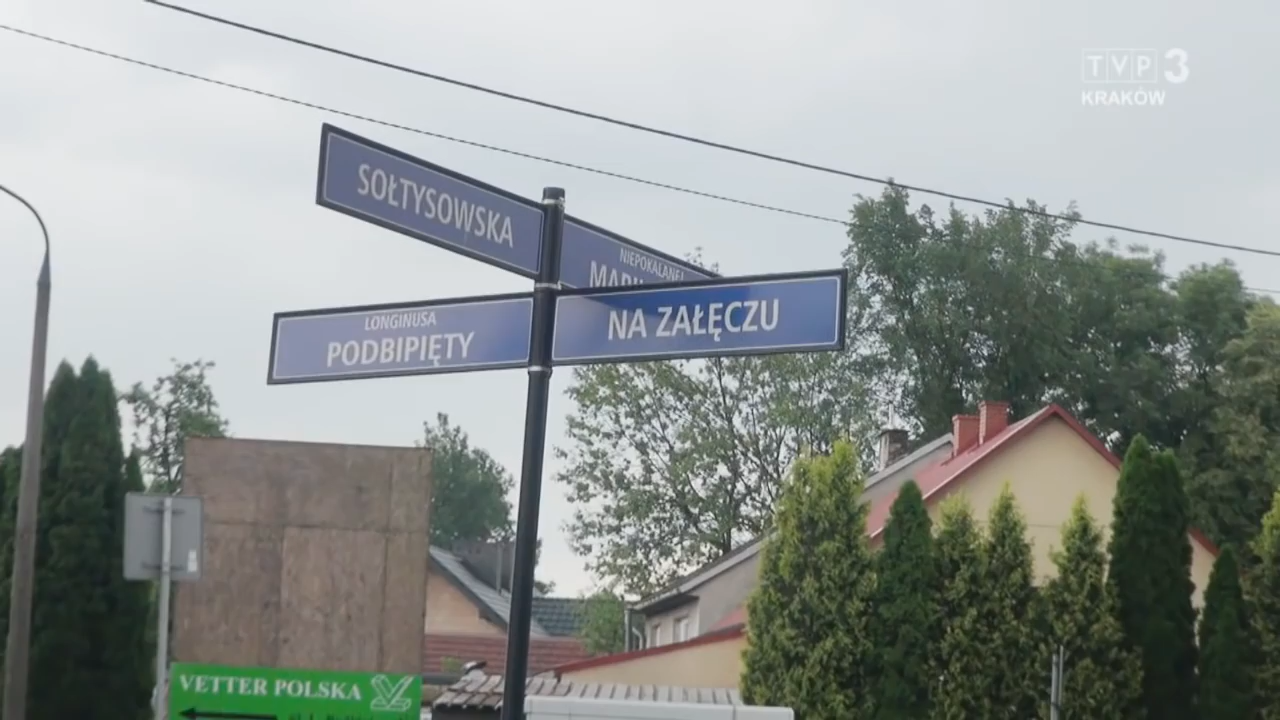 TVP3
KRAKÓW
SOŁTYSOWSKA
NIEPOKALANEJ
LONGINUSA
PODBIPIĘTY
NA ZAŁĘCZU
VETTER POLSKA